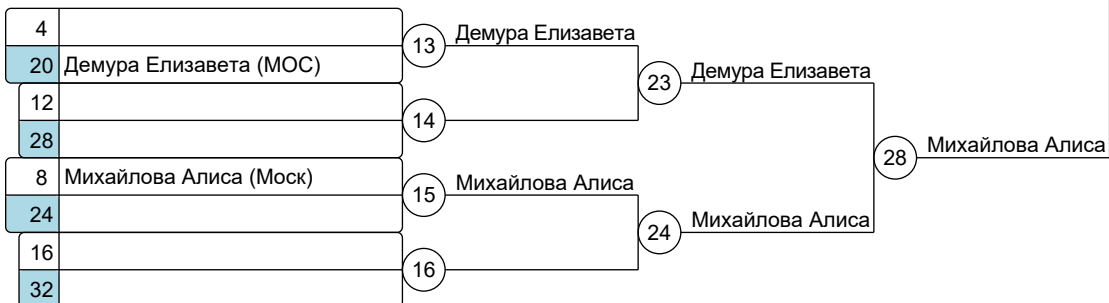 4
13
Демура Елизавета
20 Демура Елизавета (МОС)
23
Демура Елизавета
12
14
28
28
Михайлова Алиса
8 Михайлова Алиса (Моск)
15
Михайлова Алиса
24
24
Михайлова Алиса
16
16
32